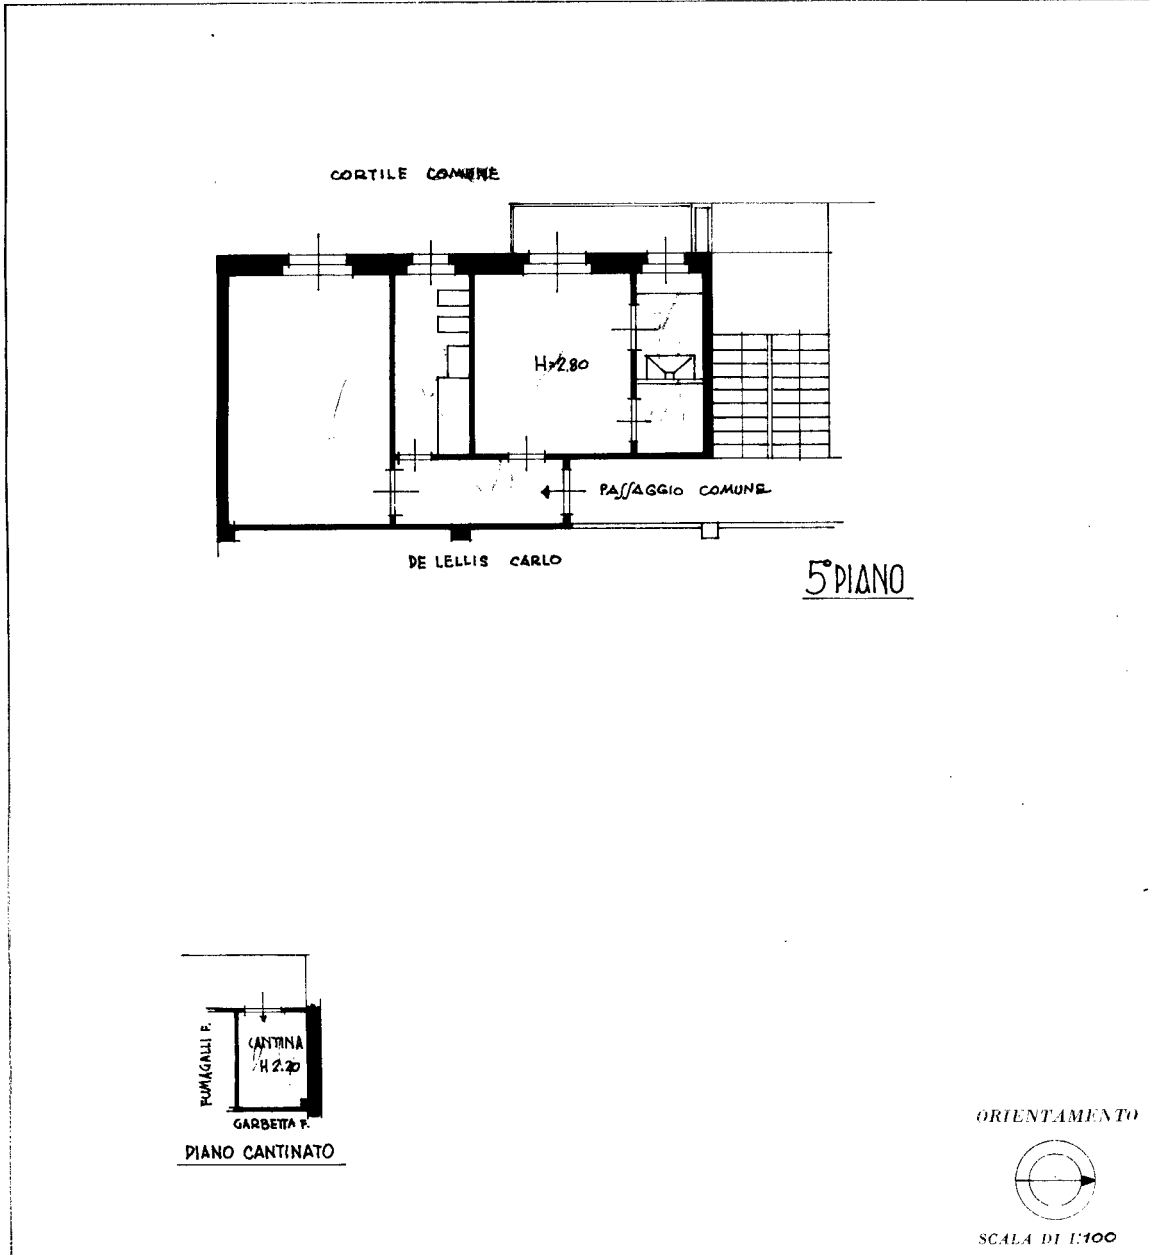 CORTILE COMUNE
H=2.80
PASSAGGIO COMUNE
DE LELLIS CARLO
5° PIANO
FUMAGALLI F.
CANTINA
H 2.20
GARBETTA F.
PIANO CANTINATO
ORIENTAMENTO
SCALA DI 1:100